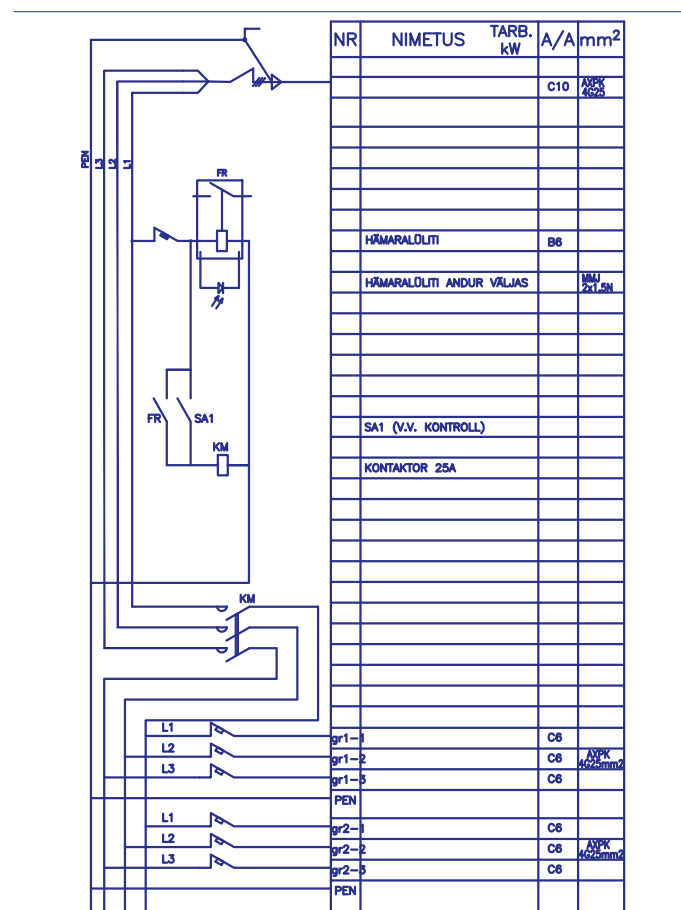 NR NIMETUS TARB. kW A/A mm²
C10 AXPK 4G25
PEN L3 L2 L1
FR
HÄMARALÜLITI B6
HÄMARALÜLITI ANDUR VÄLJAS MMJ 2x1.5N
FR SA1
SA1 (V.V. KONTROLL)
KM
KONTAKTOR 25A
KM
L1 gr1-1 C6
L2 gr1-2 C6 AXPK 4G25mm2
L3 gr1-3 C6
PEN
L1 gr2-1 C6
L2 gr2-2 C6 AXPK 4G25mm2
L3 gr2-3 C6
PEN